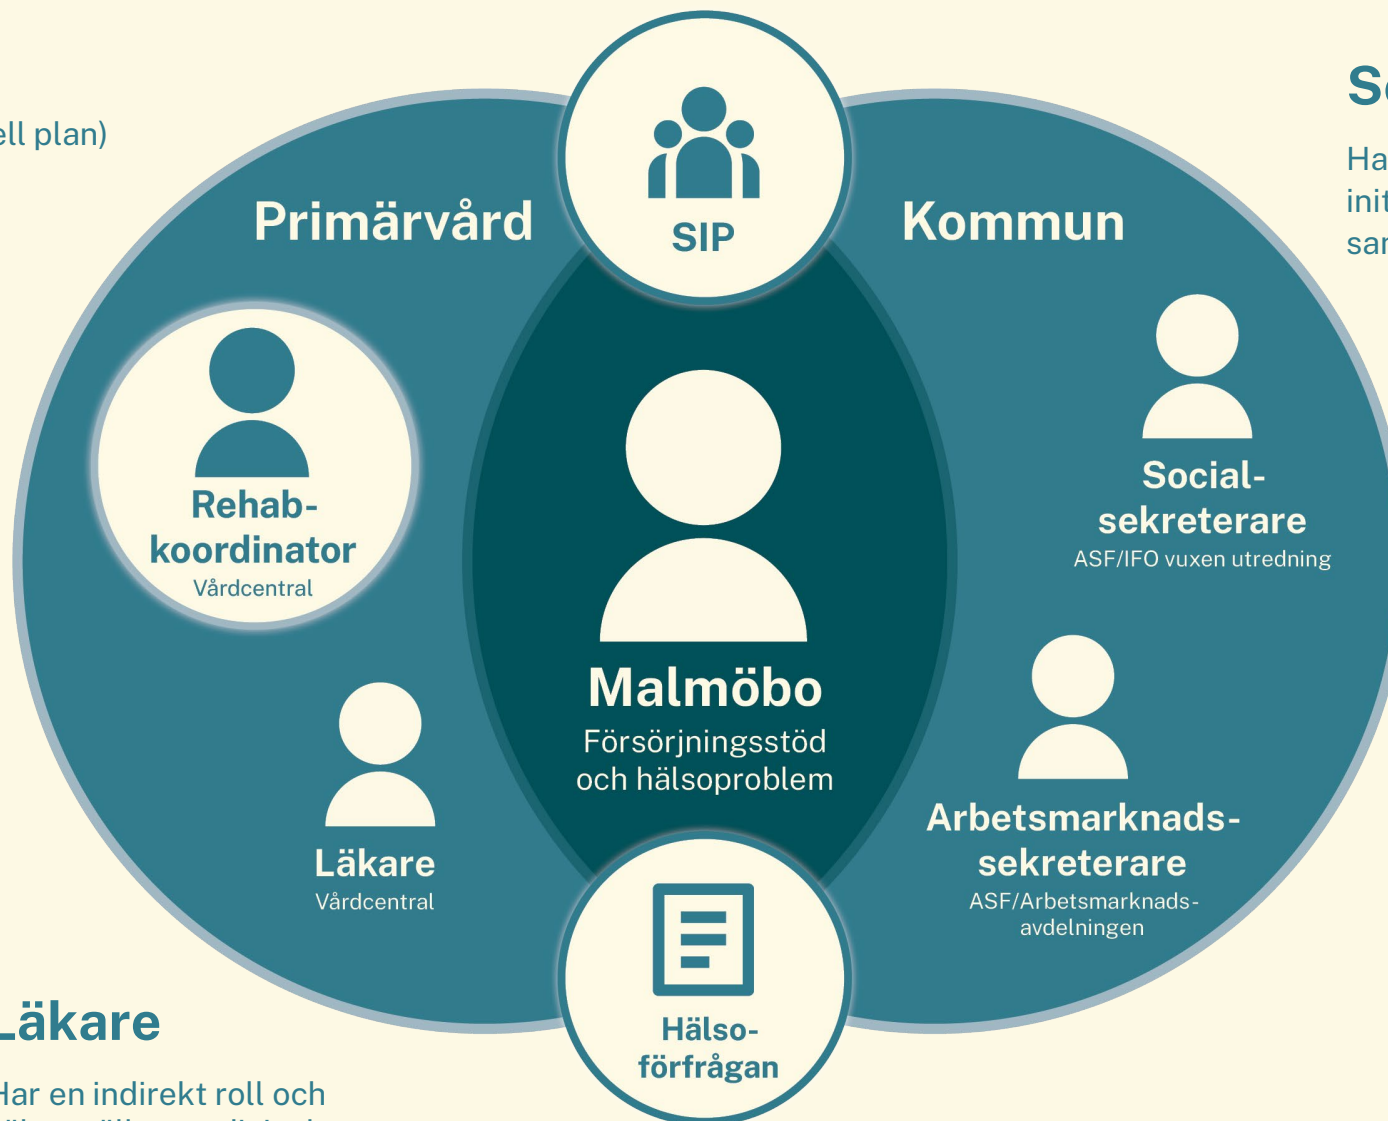 plan)
Primärvård
SIP
Kommun
Rehab-
koordinator
Vårdcentral
Social-
sekreterare
ASF/IFO vuxen utredning
Malmöbo
Försörjningsstöd
och hälsoproblem
Läkare
Vårdcentral
Arbetsmarknads-
sekreterare
ASF/Arbetsmarknads-
avdelningen
Hälso-
förfrågan
Läkare
Har en indirekt roll och